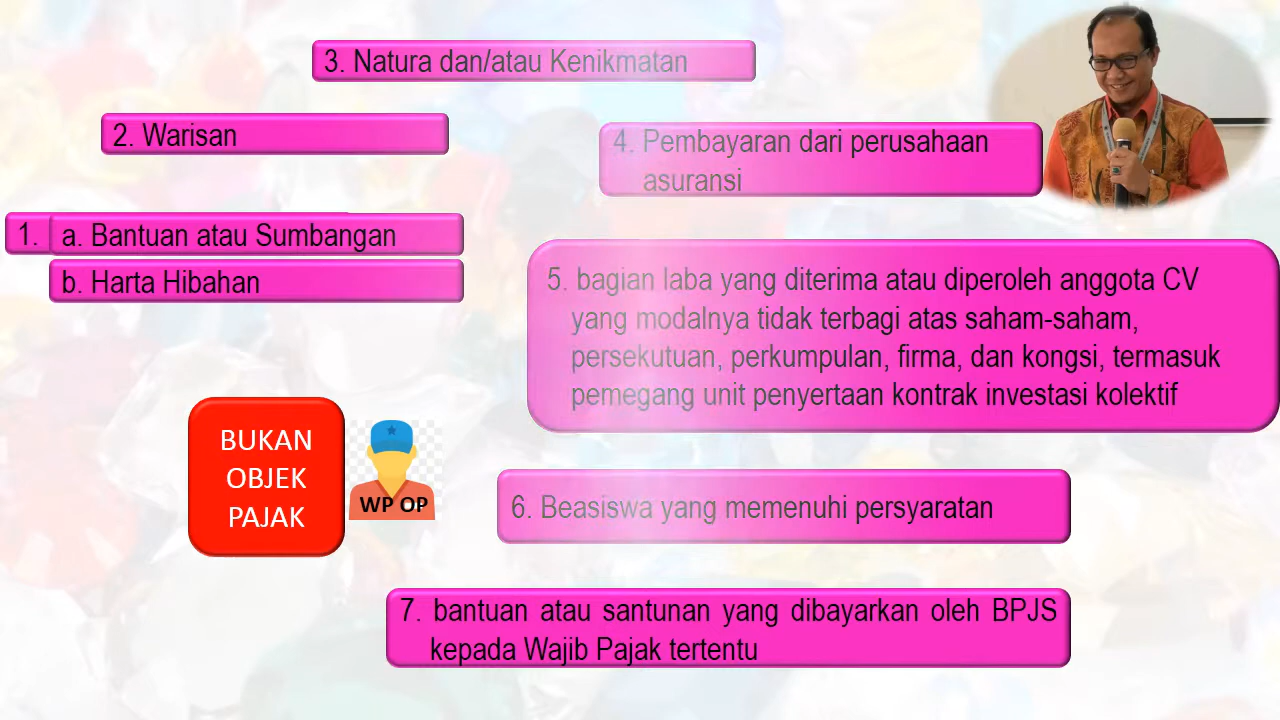 3. Natura dan/atau Kenikmatan
2. Warisan
4. Pembayaran dari perusahaan
asuransi
1. a. Bantuan atau Sumbangan
b. Harta Hibahan
5. bagian laba yang diterima atau diperoleh anggota CV
yang modalnya tidak terbagi atas saham-saham,
persekutuan, perkumpulan, firma, dan kongsi, termasuk
pemegang unit penyertaan kontrak investasi kolektif
BUKAN
OBJEK
PAJAK
WP OP
6. Beasiswa yang memenuhi persyaratan
7. bantuan atau santunan yang dibayarkan oleh BPJS
kepada Wajib Pajak tertentu